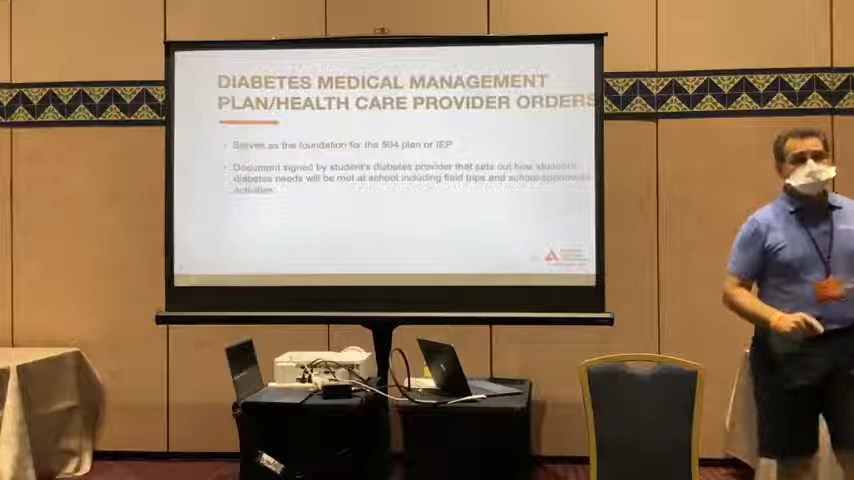 DIABETES MEDICAL MANAGEMENT
PLAN/HEALTH CARE PROVIDER ORDERS
Serves as the foundation for the 504 plan or IEP
Document signed by student's diabetes provider that sets out how students'
diabetes needs will be met at school including field trips and school-sponsored
activities